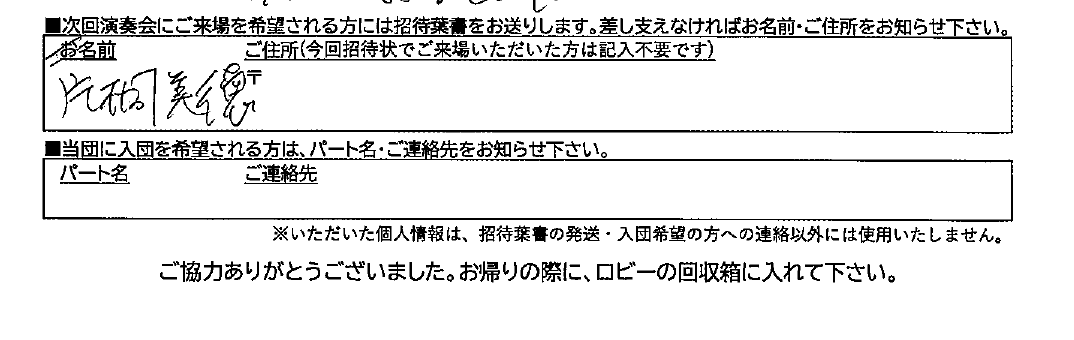 ■次回演奏会にご来場を希望される方には招待葉書をお送りします。差し支えなければお名前・ご住所をお知らせ下さい。
お名前 ご住所(今回招待状でご来場いただいた方は記入不要です)
片桐 美穂 〒
■当団に入団を希望される方は、パート名・ご連絡先をお知らせ下さい。
パート名 ご連絡先
※いただいた個人情報は、招待葉書の発送・入団希望の方への連絡以外には使用いたしません。
ご協力ありがとうございました。お帰りの際に、ロビーの回収箱に入れて下さい。